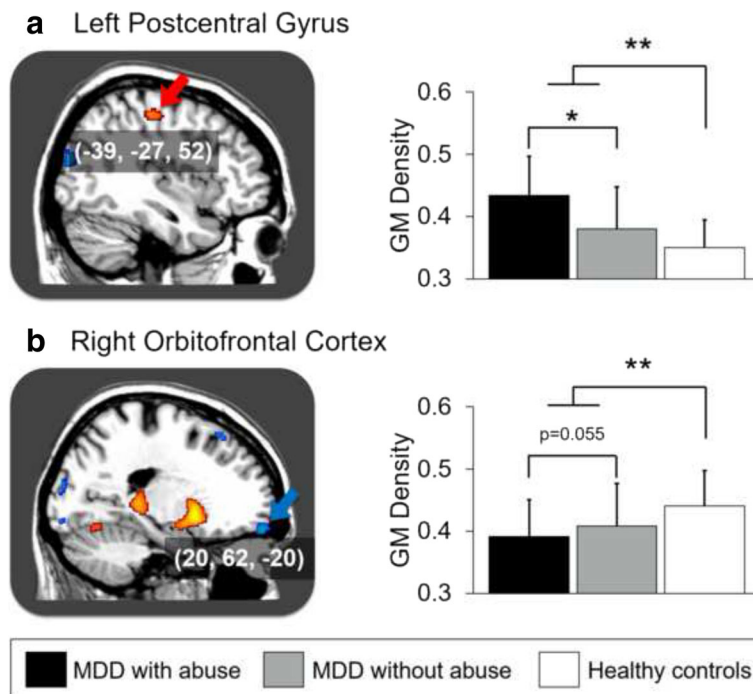 a Left Postcentral Gyrus
(-39, -27, 52)
**
*
GM Density
0.6
0.5
0.4
0.3
b Right Orbitofrontal Cortex
(20, 62, -20)
**
p=0.055
GM Density
0.6
0.5
0.4
0.3
MDD with abuse MDD without abuse Healthy controls